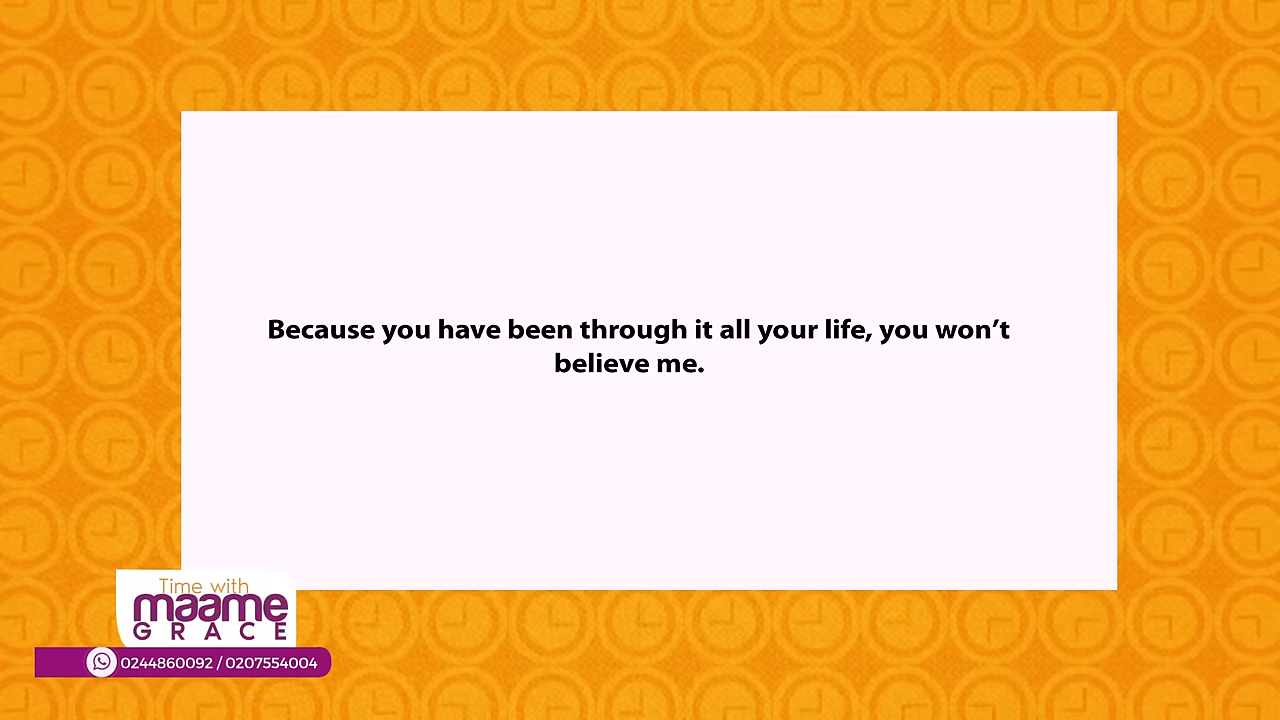 Because you have been through it all your life, you won’t
believe me.
Time with
maame
GRACE
0244860092 / 0207554004